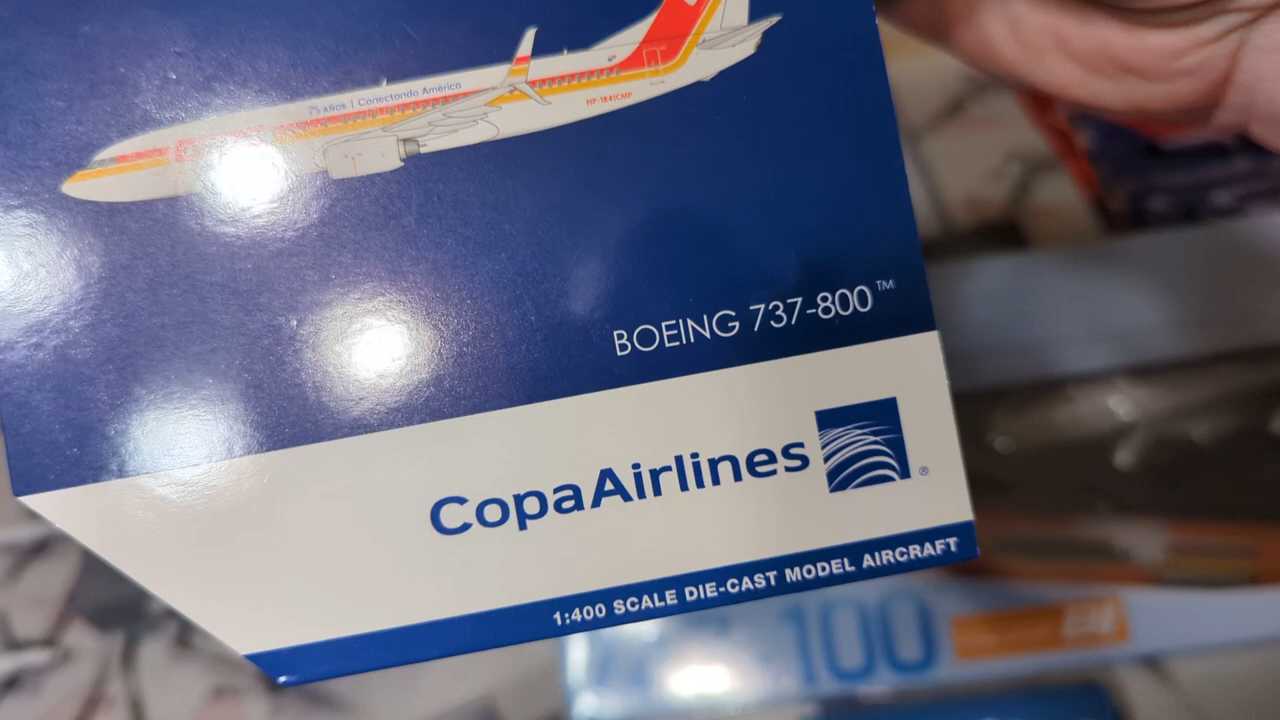 75 AÑOS | Conectando América
HP-1841CMP
BOEING 737-800™
CopaAirlines ®
1:400 SCALE DIE-CAST MODEL AIRCRAFT
100